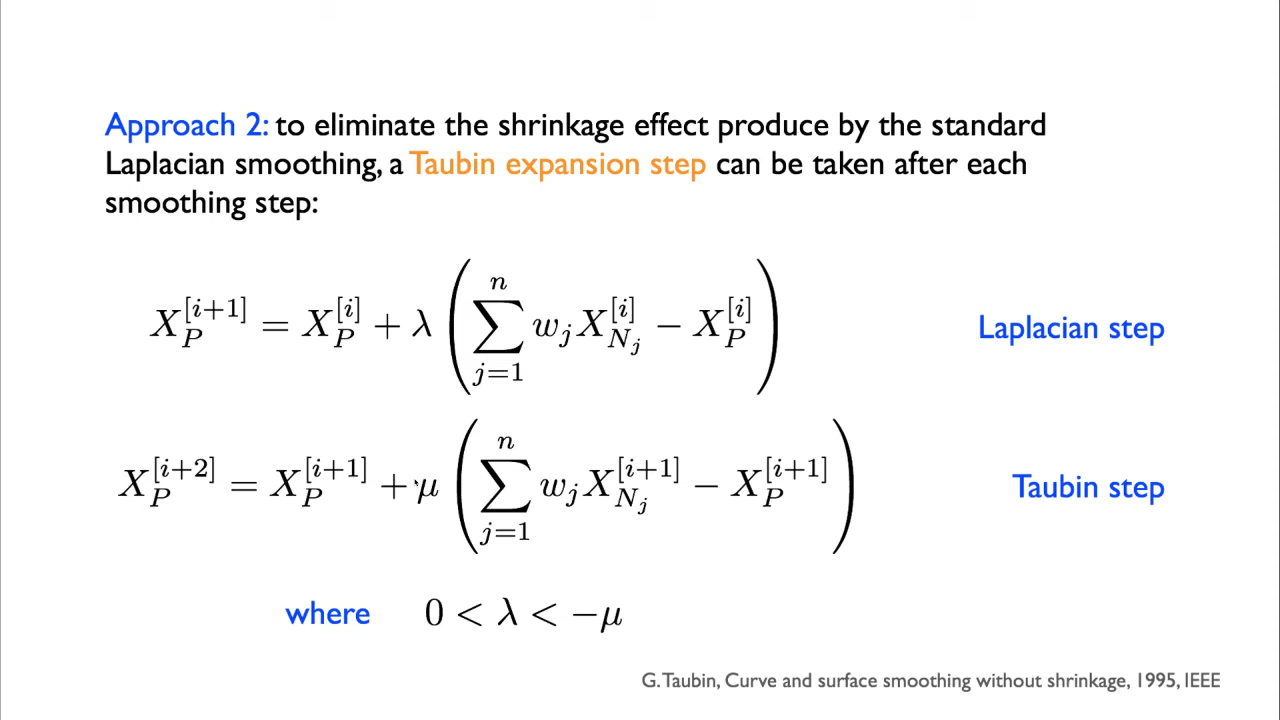 Approach 2: to eliminate the shrinkage effect produce by the standard
Laplacian smoothing, a Taubin expansion step can be taken after each
smoothing step:
X_P^{[i+1]} = X_P^{[i]} + λ ( \sum_{j=1}^{n} w_j X_{N_j}^{[i]} − X_P^{[i]} ) Laplacian step
X_P^{[i+2]} = X_P^{[i+1]} + μ ( \sum_{j=1}^{n} w_j X_{N_j}^{[i+1]} − X_P^{[i+1]} ) Taubin step
where 0 < λ < −μ
G. Taubin, Curve and surface smoothing without shrinkage, 1995, IEEE